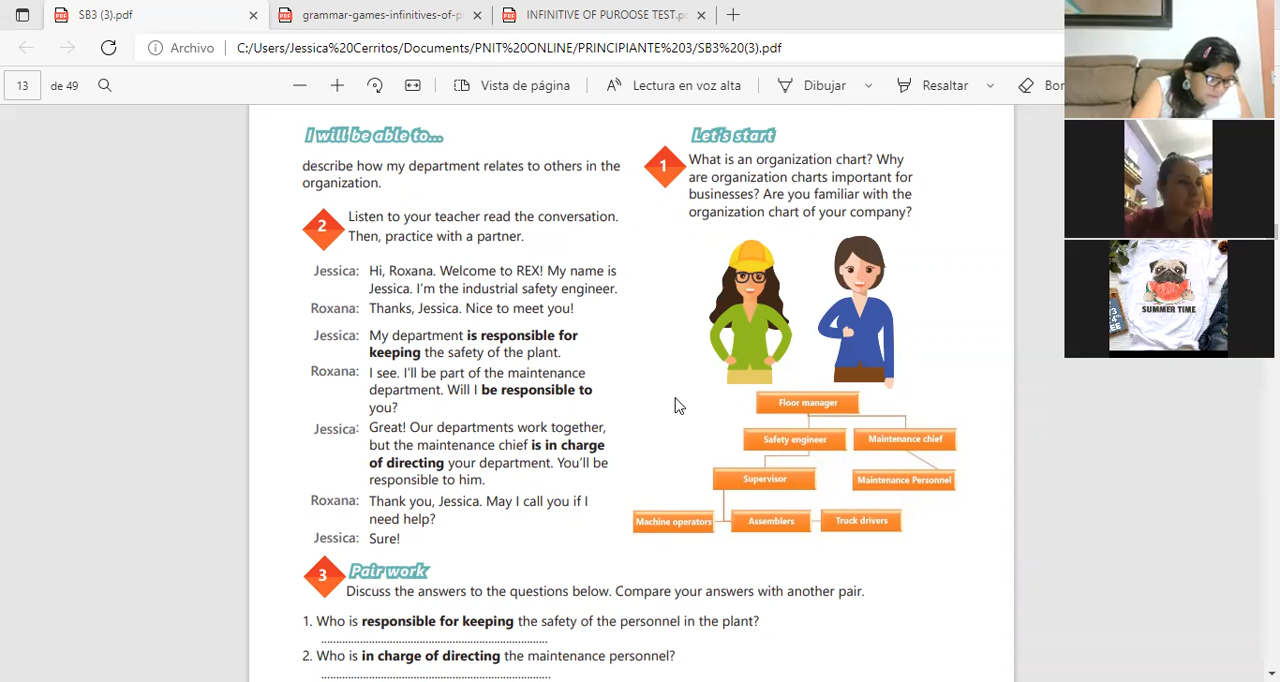 SB3 (3).pdf
grammar-games-infinitives-of-p
INFINITIVE OF PUROOSE TEST.p
Archivo
C:/Users/Jessica%20Cerritos/Documents/PNIT%20ONLINE/PRINCIPIANTE%203/SB3%20(3).pdf
13 de 49
Vista de página
Lectura en voz alta
Dibujar
Resaltar
Bor
I will be able to...
describe how my department relates to others in the
organization.
2
Listen to your teacher read the conversation.
Then, practice with a partner.
Jessica: Hi, Roxana. Welcome to REX! My name is
Jessica. I'm the industrial safety engineer.
Roxana: Thanks, Jessica. Nice to meet you!
Jessica: My department is responsible for
keeping the safety of the plant.
Roxana: I see. I'll be part of the maintenance
department. Will I be responsible to
you?
Jessica: Great! Our departments work together,
but the maintenance chief is in charge
of directing your department. You'll be
responsible to him.
Roxana: Thank you, Jessica. May I call you if I
need help?
Jessica: Sure!
Let's start
1
What is an organization chart? Why
are organization charts important for
businesses? Are you familiar with the
organization chart of your company?
Floor manager
Safety engineer
Maintenance chief
Supervisor
Maintenance Personnel
Machine operators
Assemblers
Truck drivers
3
Pair work
Discuss the answers to the questions below. Compare your answers with another pair.
1. Who is responsible for keeping the safety of the personnel in the plant?
2. Who is in charge of directing the maintenance personnel?
SUMMER TIME